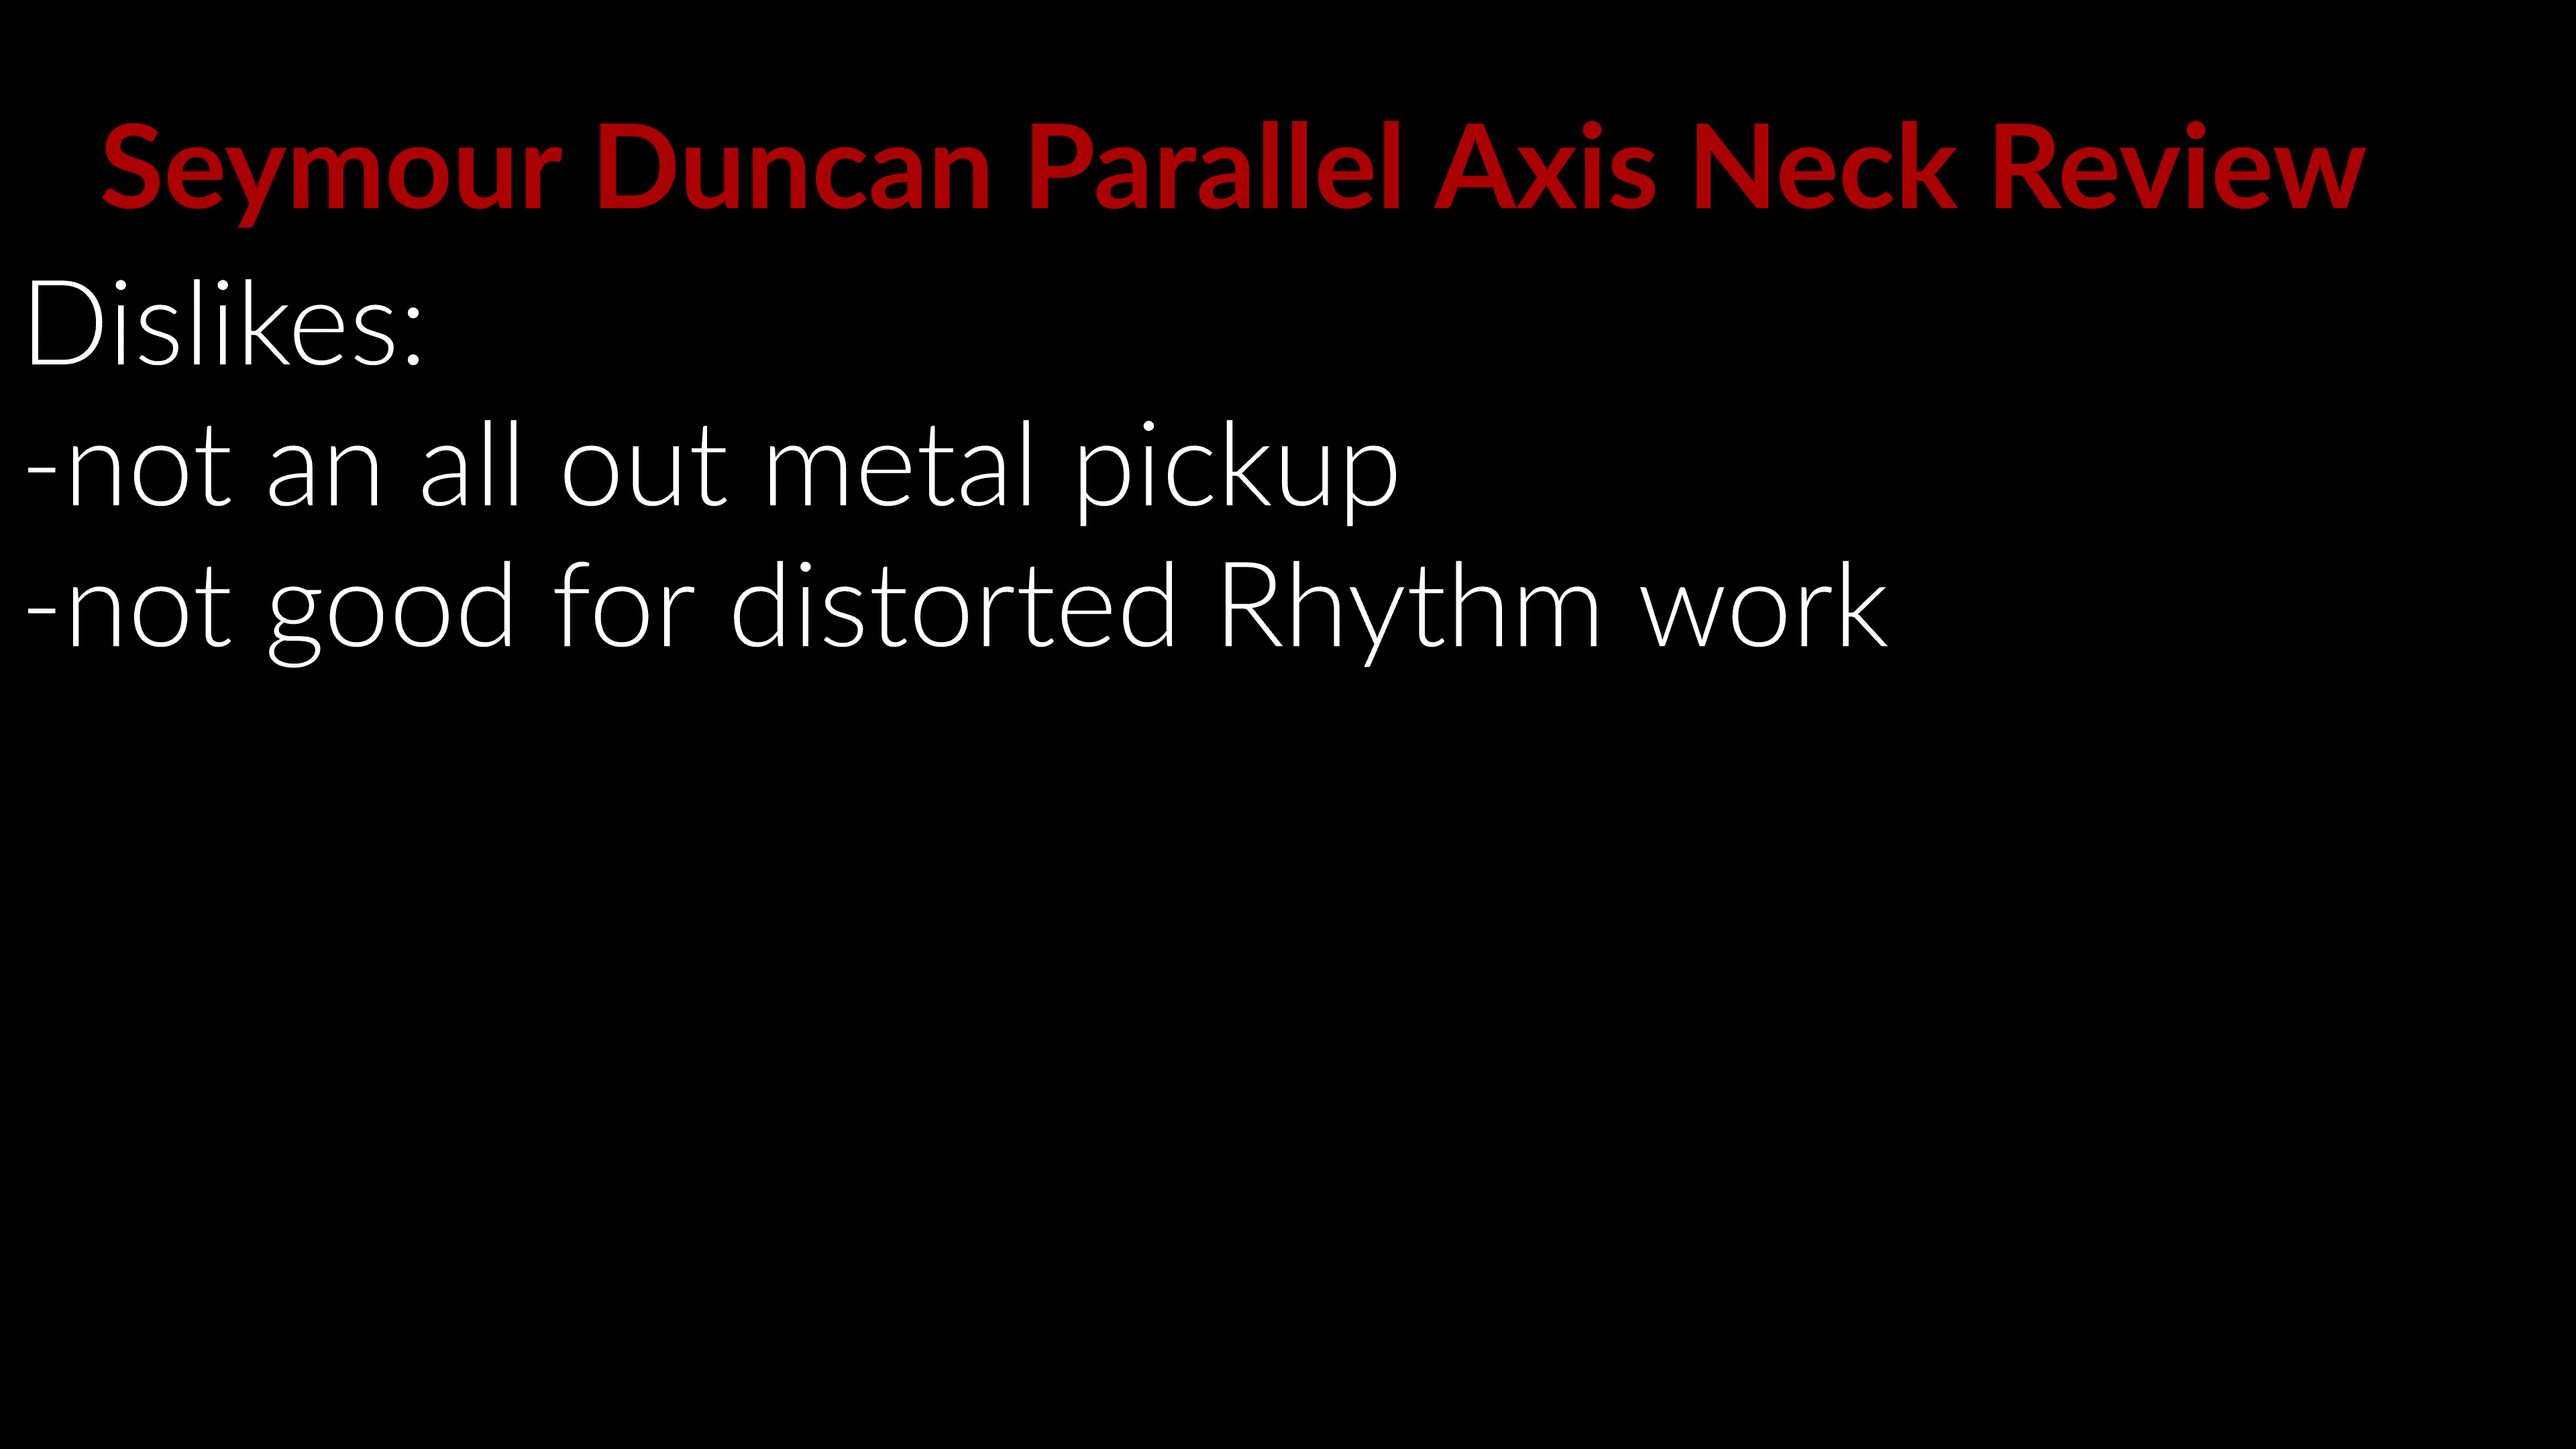 Seymour Duncan Parallel Axis Neck Review
Dislikes:
-not an all out metal pickup
-not good for distorted Rhythm work